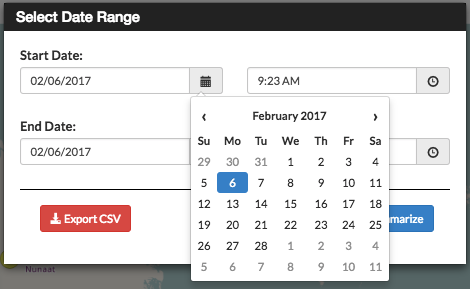 Select Date Range
Start Date:
02/06/2017 9:23 AM
‹ February 2017 ›
Su Mo Tu We Th Fr Sa
29 30 31 1 2 3 4
5 6 7 8 9 10 11
12 13 14 15 16 17 18
19 20 21 22 23 24 25
26 27 28 1 2 3 4
5 6 7 8 9 10 11
End Date:
02/06/2017
Export CSV
marize
Nunaat